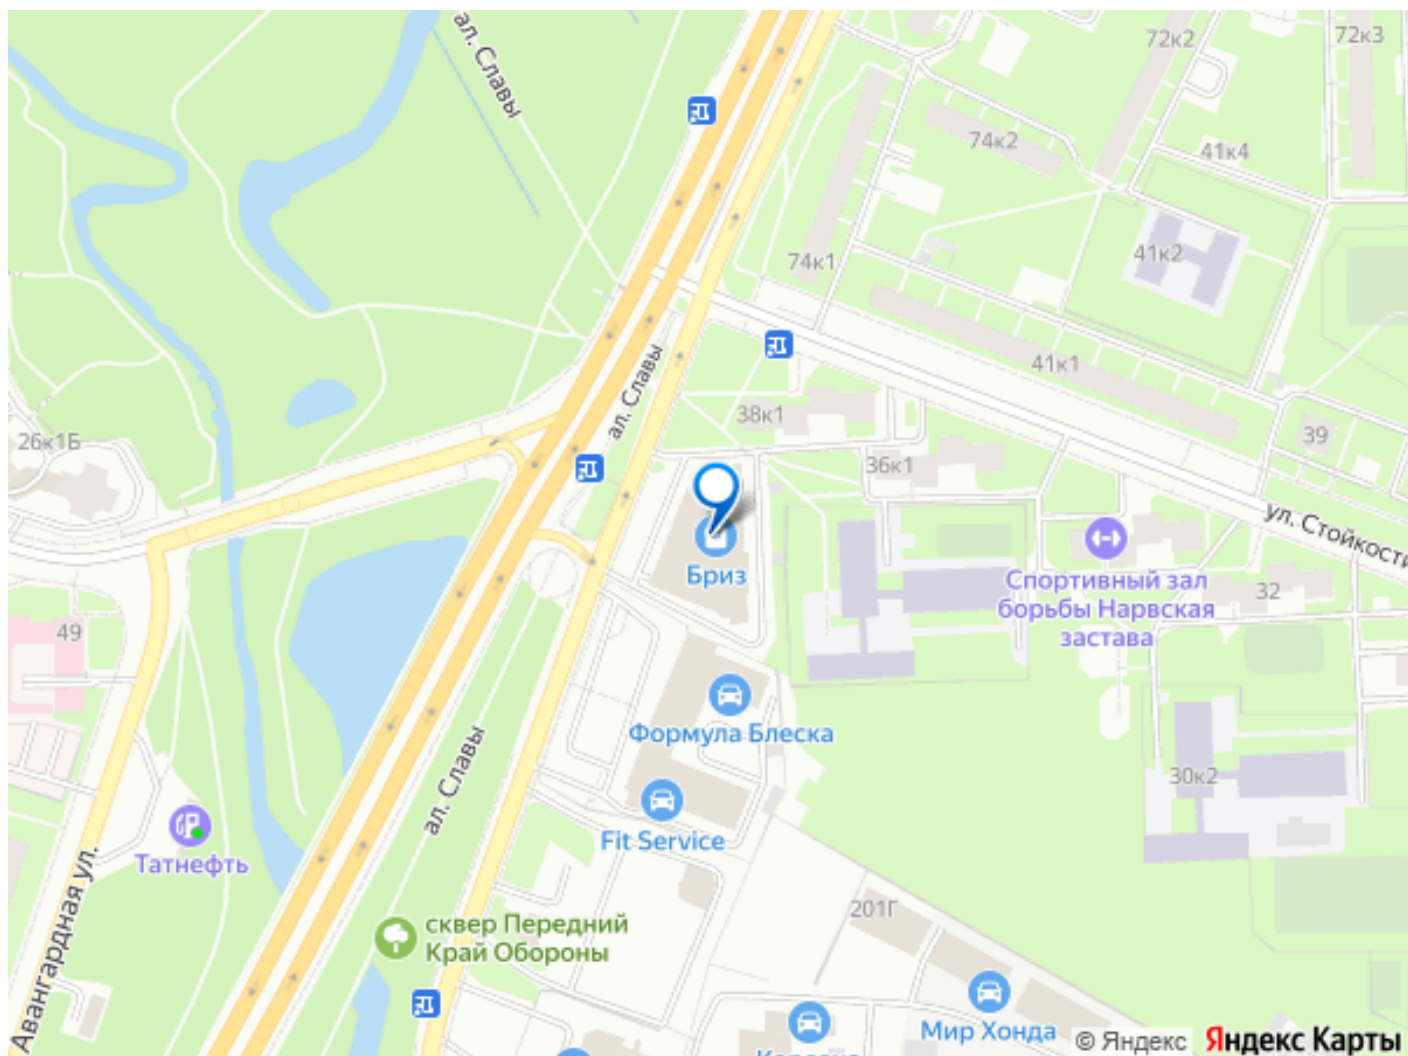 ал. Славы
72к2
72к3
74к2
41к4
41к2
74к1
41к1
ал. Славы
38к1
39
26к1Б
36к1
ул. Стойкости
Бриз
Спортивный зал
борьбы Нарвская
застава
32
49
Формула Блеска
ал. Славы
30к2
Fit Service
Татнефть
Авангардная ул.
201Г
сквер Передний
Край Обороны
Мир Хонда
© Яндекс
Яндекс Карты